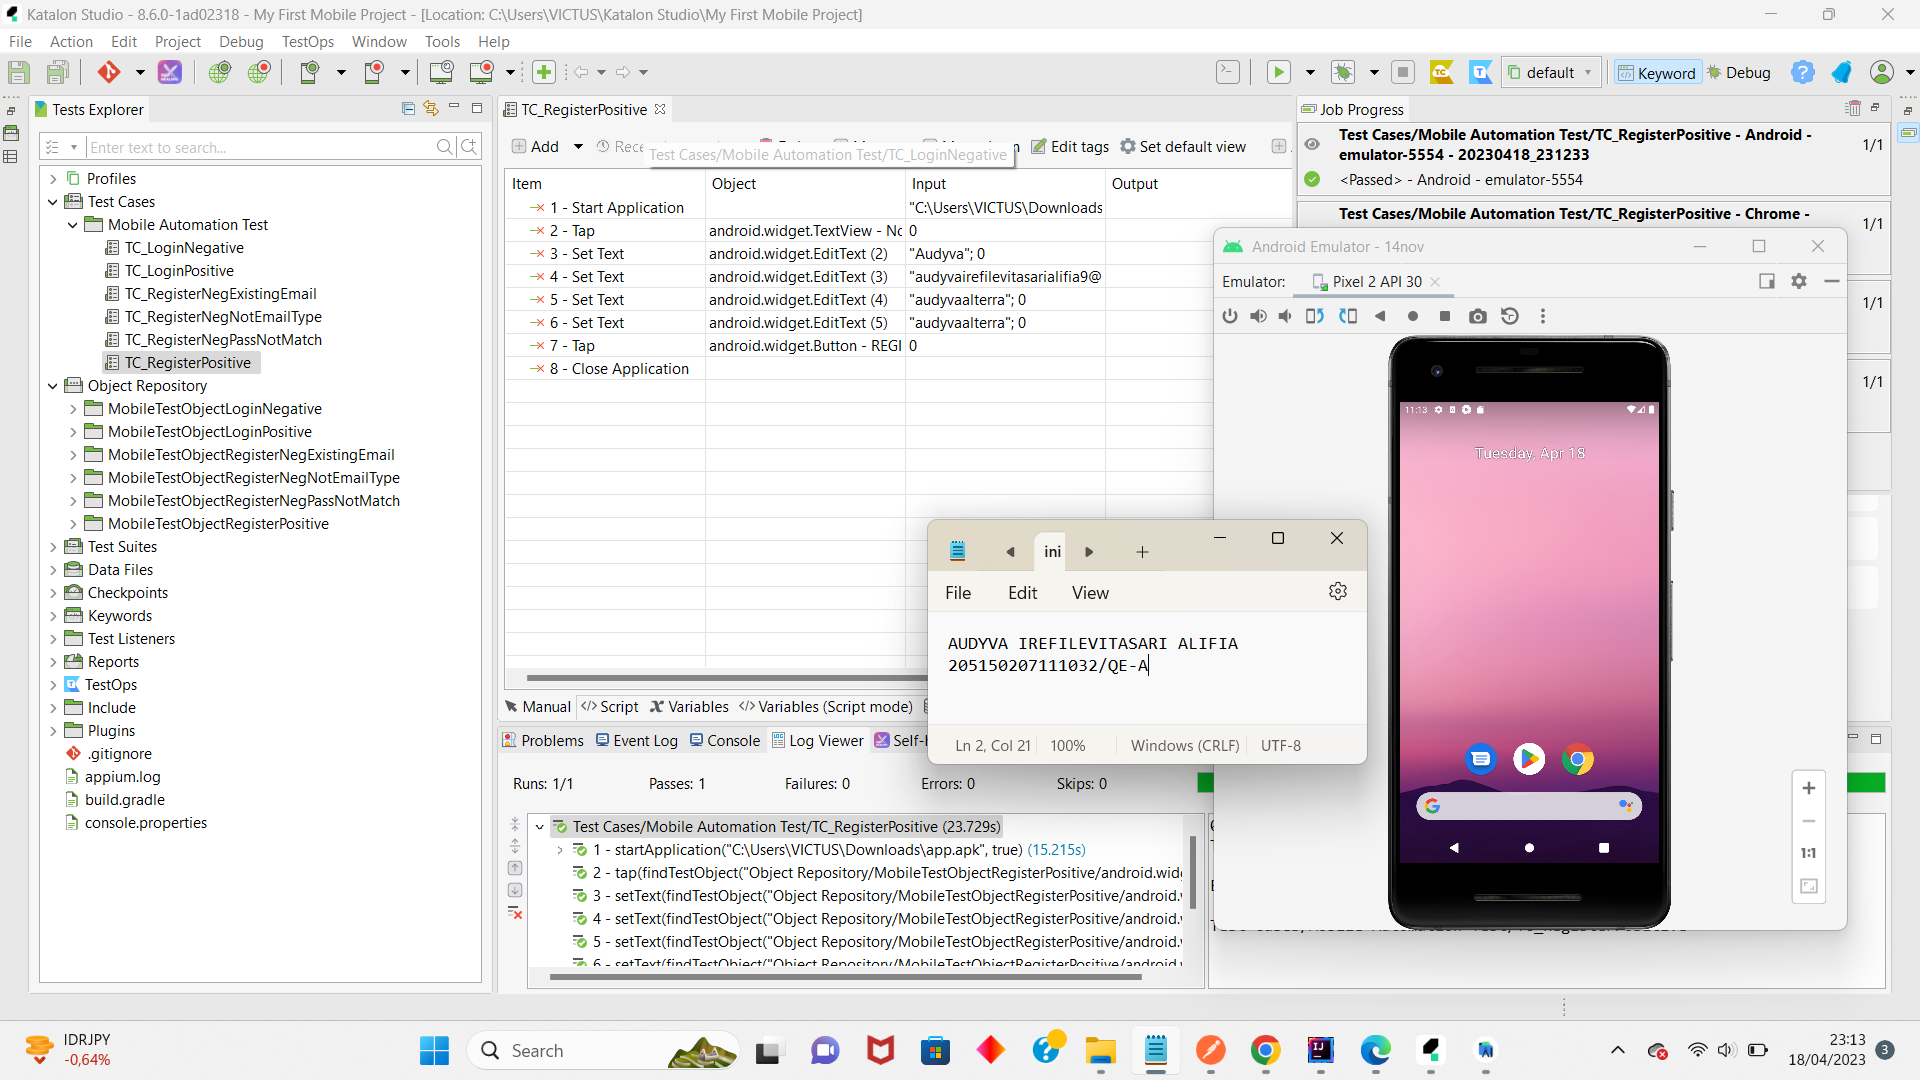 Katalon Studio - 8.6.0-1ad02318 - My First Mobile Project - [Location: C:\Users\VICTUS\Katalon Studio\My First Mobile Project]
File Action Edit Project Debug TestOps Window Tools Help
default Keyword Debug
Tests Explorer
Enter text to search...
Profiles
Test Cases
Mobile Automation Test
TC_LoginNegative
TC_LoginPositive
TC_RegisterNegExistingEmail
TC_RegisterNegNotEmailType
TC_RegisterNegPassNotMatch
TC_RegisterPositive
Object Repository
MobileTestObjectLoginNegative
MobileTestObjectLoginPositive
MobileTestObjectRegisterNegExistingEmail
MobileTestObjectRegisterNegNotEmailType
MobileTestObjectRegisterNegPassNotMatch
MobileTestObjectRegisterPositive
Test Suites
Data Files
Checkpoints
Keywords
Test Listeners
Reports
TestOps
Include
Plugins
.gitignore
appium.log
build.gradle
console.properties
TC_RegisterPositive
Add Edit tags Set default view
Test Cases/Mobile Automation Test/TC_LoginNegative
Item Object Input Output
1 - Start Application "C:\Users\VICTUS\Downloads
2 - Tap android.widget.TextView - Nc 0
3 - Set Text android.widget.EditText (2) "Audyva"; 0
4 - Set Text android.widget.EditText (3) "audyvairefilevitasarialifia9@
5 - Set Text android.widget.EditText (4) "audyvaalterra"; 0
6 - Set Text android.widget.EditText (5) "audyvaalterra"; 0
7 - Tap android.widget.Button - REGI 0
8 - Close Application
Manual Script Variables Variables (Script mode)
Problems Event Log Console Log Viewer Self-H
Runs: 1/1 Passes: 1 Failures: 0 Errors: 0 Skips: 0
Test Cases/Mobile Automation Test/TC_RegisterPositive (23.729s)
1 - startApplication("C:\Users\VICTUS\Downloads\app.apk", true) (15.215s)
2 - tap(findTestObject("Object Repository/MobileTestObjectRegisterPositive/android.widg
3 - setText(findTestObject("Object Repository/MobileTestObjectRegisterPositive/android.w
4 - setText(findTestObject("Object Repository/MobileTestObjectRegisterPositive/android.w
5 - setText(findTestObject("Object Repository/MobileTestObjectRegisterPositive/android.w
6 - setText(findTestObject("Object Repository/MobileTestObjectRegisterPositive/android.w
Job Progress
Test Cases/Mobile Automation Test/TC_RegisterPositive - Android -
emulator-5554 - 20230418_231233 1/1
<Passed> - Android - emulator-5554
Test Cases/Mobile Automation Test/TC_RegisterPositive - Chrome -
1/1
1/1
1/1
Android Emulator - 14nov
Emulator: Pixel 2 API 30
11:13
Tuesday, Apr 18
1:1
ini
File Edit View
AUDYVA IREFILEVITASARI ALIFIA
205150207111032/QE-A
Ln 2, Col 21 100% Windows (CRLF) UTF-8
IDRJPY
-0,64%
Search
23:13
18/04/2023 3